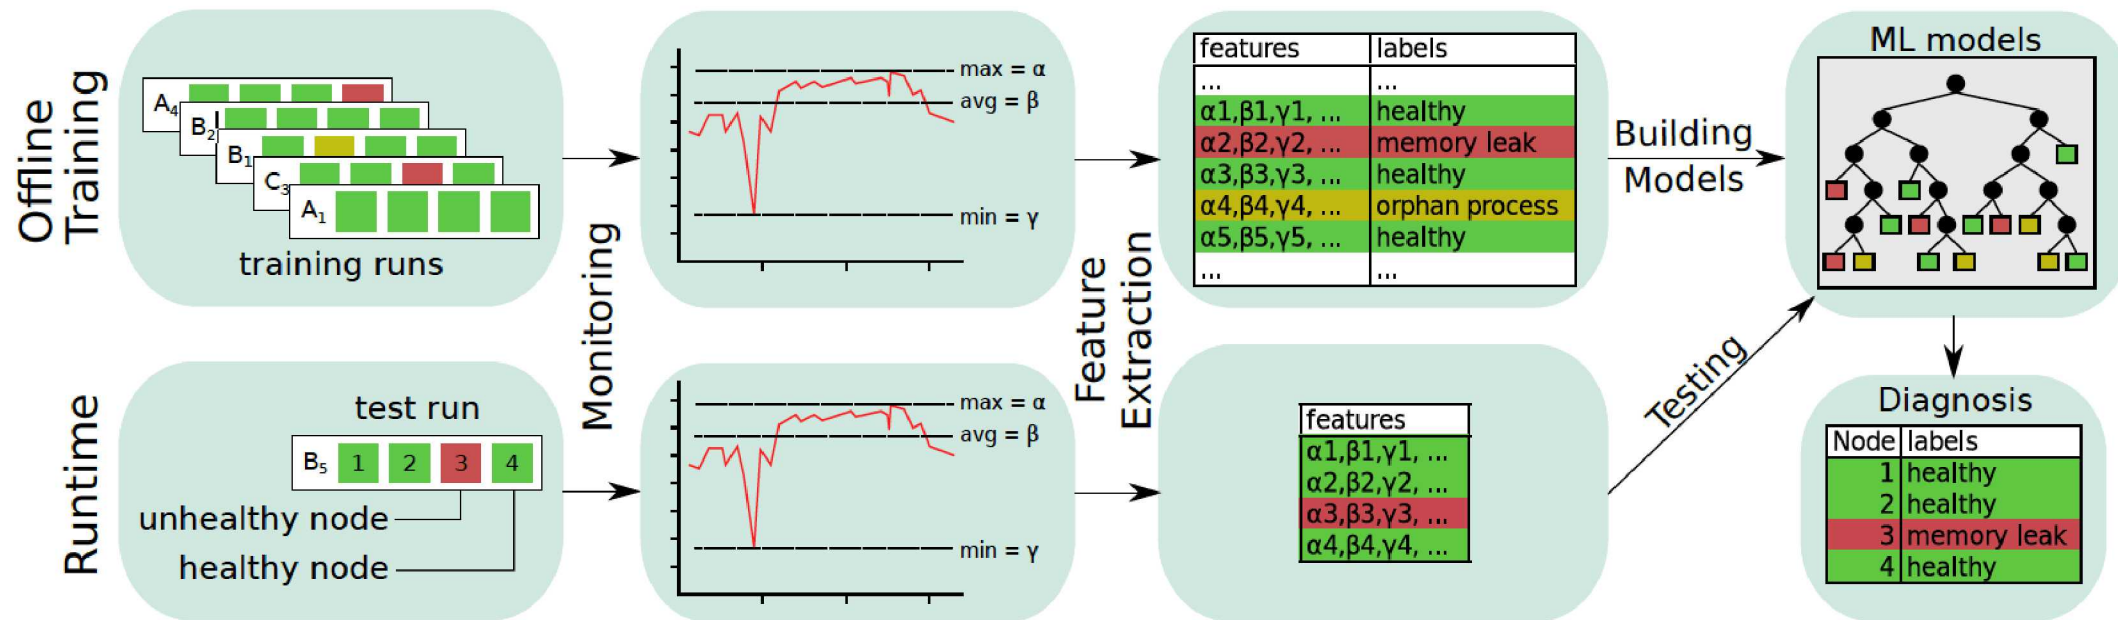 Offline
Training
A4
B2
B1
C3
A1
training runs
Monitoring
max = α
avg = β
min = γ
Feature
Extraction
features labels
... ...
α1,β1,γ1, ... healthy
α2,β2,γ2, ... memory leak
α3,β3,γ3, ... healthy
α4,β4,γ4, ... orphan process
α5,β5,γ5, ... healthy
... ...
Building
Models
ML models
Runtime
test run
B5 1 2 3 4
unhealthy node
healthy node
max = α
avg = β
min = γ
features
α1,β1,γ1, ...
α2,β2,γ2, ...
α3,β3,γ3, ...
α4,β4,γ4, ...
Testing
Diagnosis
Node labels
1 healthy
2 healthy
3 memory leak
4 healthy